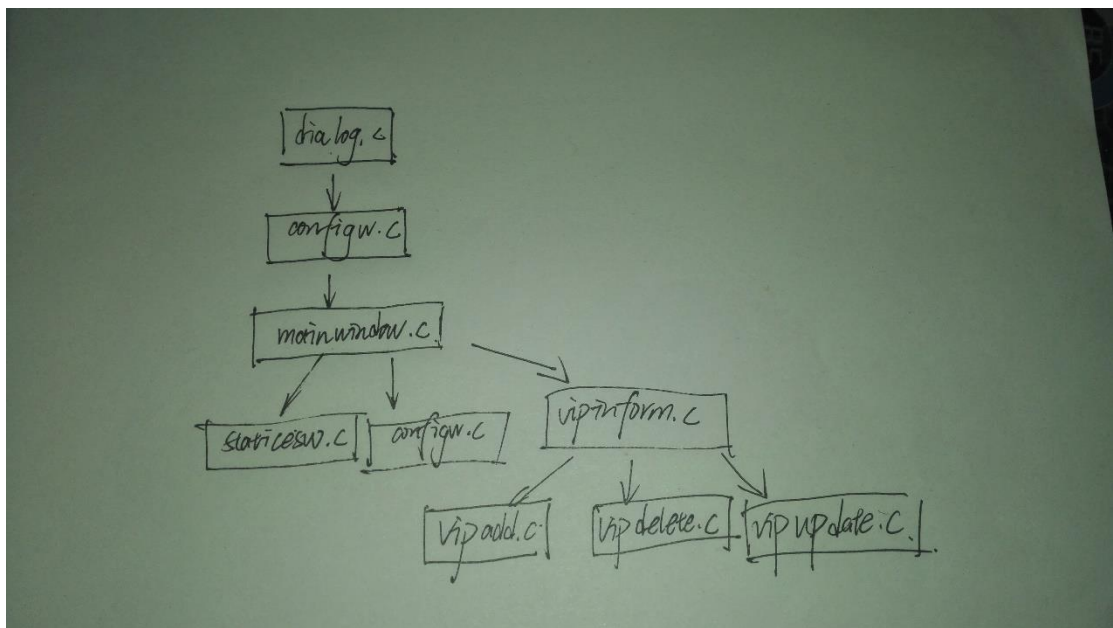 dialog.c
configw.c
mainwindow.c
staticesw.c configw.c vipinform.c
vipadd.c vipdelete.c vipupdate.c